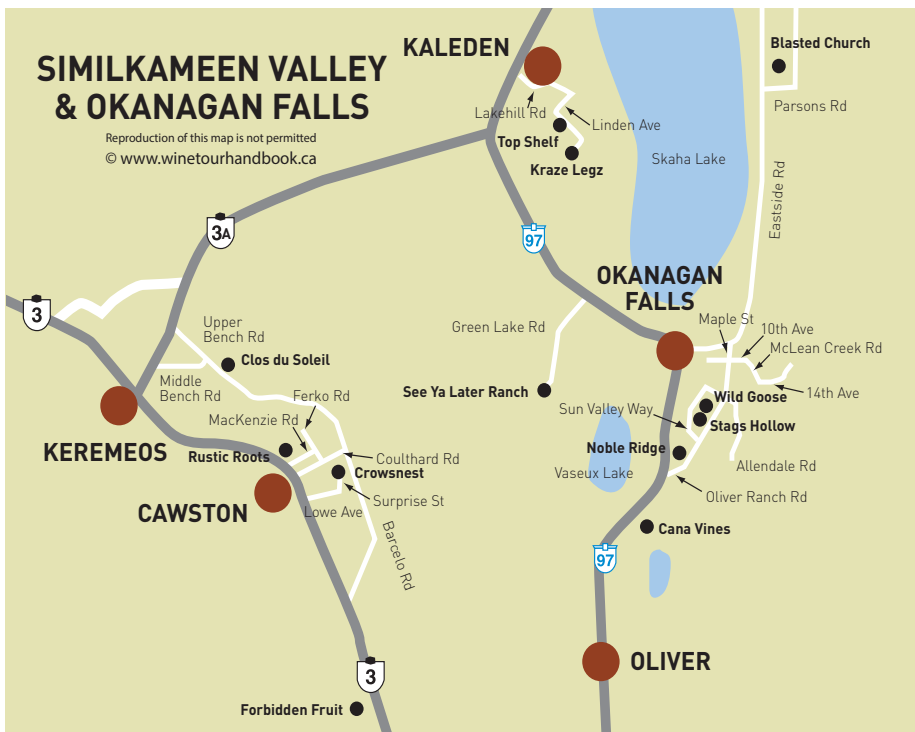 SIMILKAMEEN VALLEY
& OKANAGAN FALLS
Reproduction of this map is not permitted
© www.winetourhandbook.ca
KALEDEN
Blasted Church
Parsons Rd
Lakehill Rd
Linden Ave
Top Shelf
Kraze Legz
Skaha Lake
Eastside Rd
3A
97
3
OKANAGAN
FALLS
Maple St
10th Ave
McLean Creek Rd
14th Ave
Green Lake Rd
Upper
Bench Rd
Clos du Soleil
Middle
Bench Rd
Ferko Rd
MacKenzie Rd
See Ya Later Ranch
Wild Goose
Sun Valley Way
Stags Hollow
KEREMEOS
Rustic Roots
Coulthard Rd
Crowsnest
Noble Ridge
Vaseux Lake
Allendale Rd
Oliver Ranch Rd
CAWSTON
Lowe Ave
Surprise St
Barcelo Rd
Cana Vines
97
OLIVER
3
Forbidden Fruit